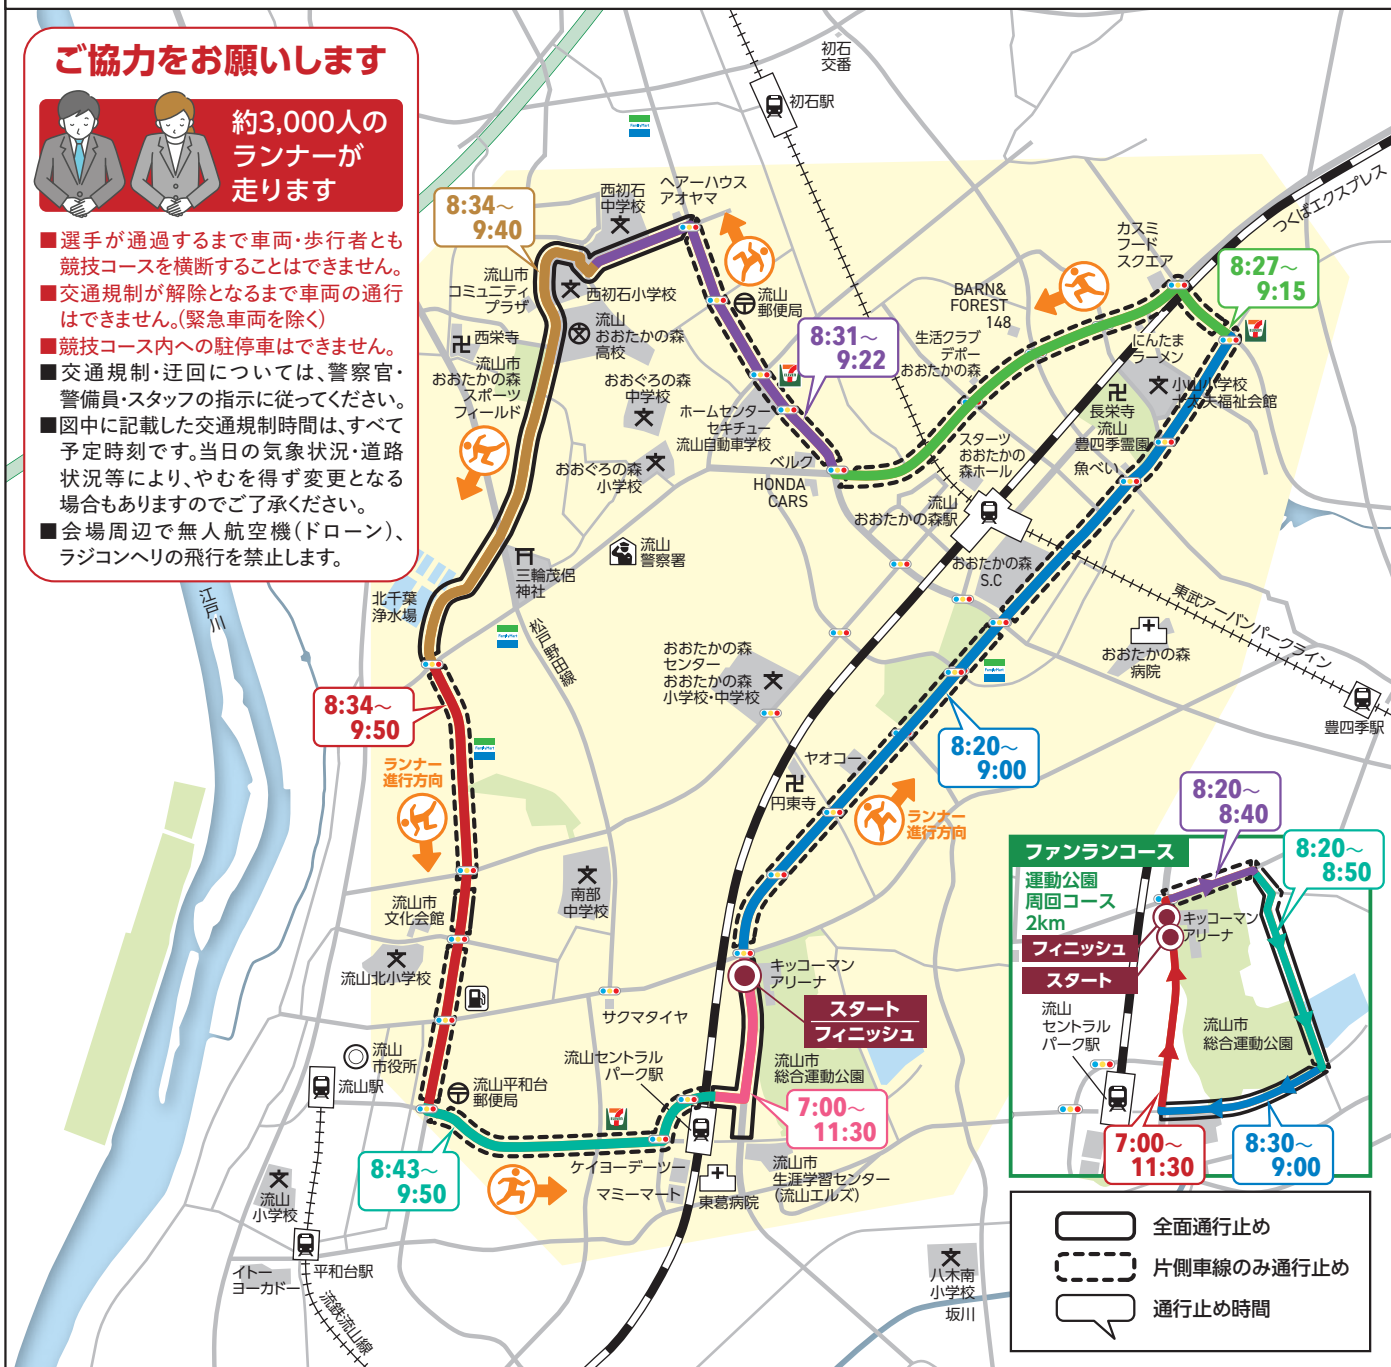 ご協力をお願いします
約3,000人の
ランナーが
走ります
■選手が通過するまで車両・歩行者とも
競技コースを横断することはできません。
■交通規制が解除となるまで車両の通行
はできません。(緊急車両を除く)
■競技コース内への駐停車はできません。
■交通規制・迂回については、警察官・
警備員・スタッフの指示に従ってください。
■図中に記載した交通規制時間は、すべて
予定時刻です。当日の気象状況・道路
状況等により、やむを得ず変更となる
場合もありますのでご了承ください。
■会場周辺で無人航空機(ドローン)、
ラジコンヘリの飛行を禁止します。
初石
交番
初石駅
FamilyMart
ヘアーハウス
アオヤマ
西初石
中学校
8:34～
9:40
流山市
コミュニティ
プラザ
西初石小学校
流山
おおたかの森
高校
西栄寺
流山市
おおたかの森
スポーツ
フィールド
流山
郵便局
8:31～
9:22
おおぐろの森
中学校
おおぐろの森
小学校
ホームセンター
セキチュー
流山自動車学校
ベルク
HONDA
CARS
BARN&
FOREST
148
生活クラブ
デポー
おおたかの森
カスミ
フード
スクエア
つくばエクスプレス
8:27～
9:15
にんたま
ラーメン
小山小学校
十太夫福祉会館
長栄寺
流山
豊四季霊園
魚べい
スターツ
おおたかの
森ホール
流山
おおたかの森駅
おおたかの森
S.C
東武アーバンパークライン
おおたかの森
病院
豊四季駅
流山
警察署
三輪茂侶
神社
北千葉
浄水場
江戸川
松戸野田線
FamilyMart
おおたかの森
センター
おおたかの森
小学校・中学校
FamilyMart
8:34～
9:50
FamilyMart
8:20～
9:00
ヤオコー
円東寺
ランナー
進行方向
ランナー
進行方向
南部
中学校
流山市
文化会館
流山北小学校
サクマタイヤ
キッコーマン
アリーナ
スタート
フィニッシュ
流山市
総合運動公園
流山セントラル
パーク駅
流山
市役所
流山駅
流山平和台
郵便局
7:00～
11:30
8:43～
9:50
ケイヨーデーツー
マミーマート
東葛病院
流山市
生涯学習センター
(流山エルズ)
流山
小学校
イトー
ヨーカドー
平和台駅
流鉄流山線
八木南
小学校
坂川
8:20～
8:40
8:20～
8:50
ファンランコース
運動公園
周回コース
2km
フィニッシュ
スタート
キッコーマン
アリーナ
流山
セントラル
パーク駅
流山市
総合運動公園
7:00～
11:30
8:30～
9:00
全面通行止め
片側車線のみ通行止め
通行止め時間